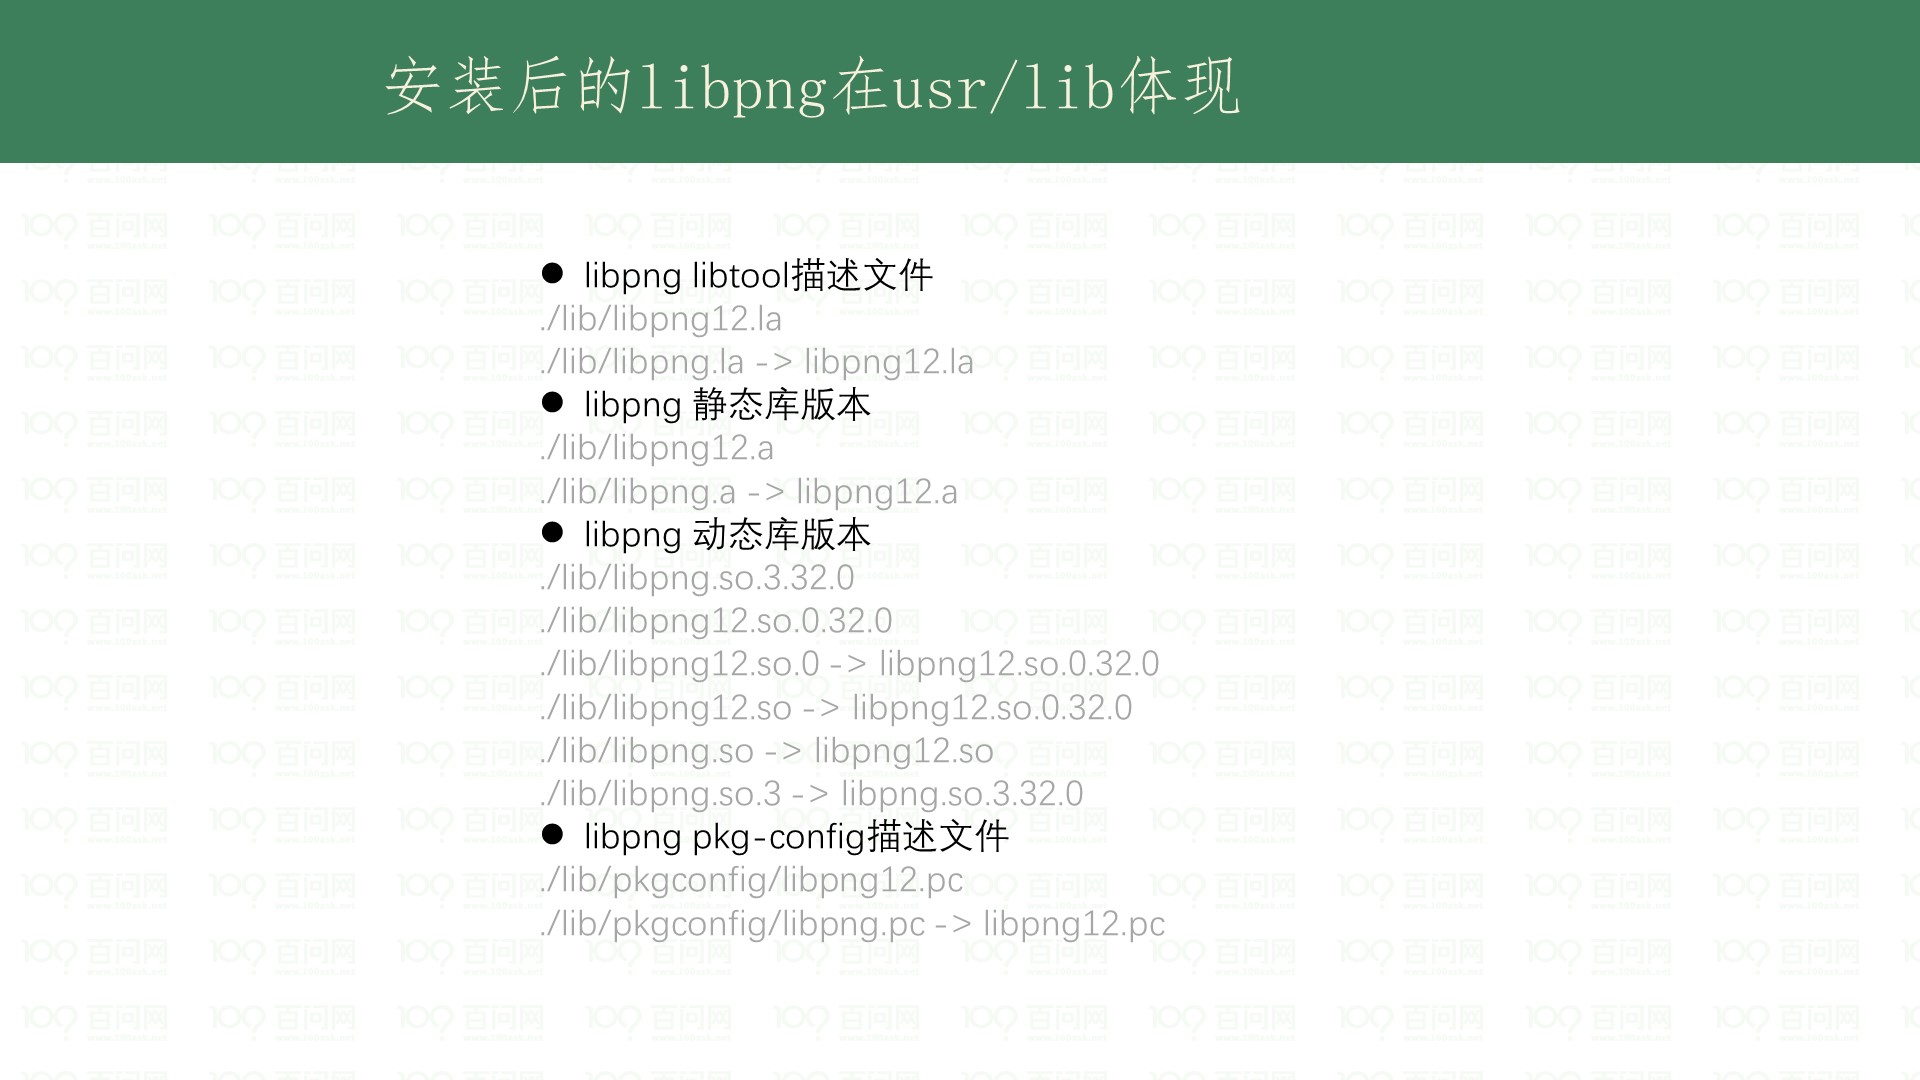 安装后的libpng在usr/lib体现
● libpng libtool描述文件
./lib/libpng12.la
./lib/libpng.la -> libpng12.la
● libpng 静态库版本
./lib/libpng12.a
./lib/libpng.a -> libpng12.a
● libpng 动态库版本
./lib/libpng.so.3.32.0
./lib/libpng12.so.0.32.0
./lib/libpng12.so.0 -> libpng12.so.0.32.0
./lib/libpng12.so -> libpng12.so.0.32.0
./lib/libpng.so -> libpng12.so
./lib/libpng.so.3 -> libpng.so.3.32.0
● libpng pkg-config描述文件
./lib/pkgconfig/libpng12.pc
./lib/pkgconfig/libpng.pc -> libpng12.pc